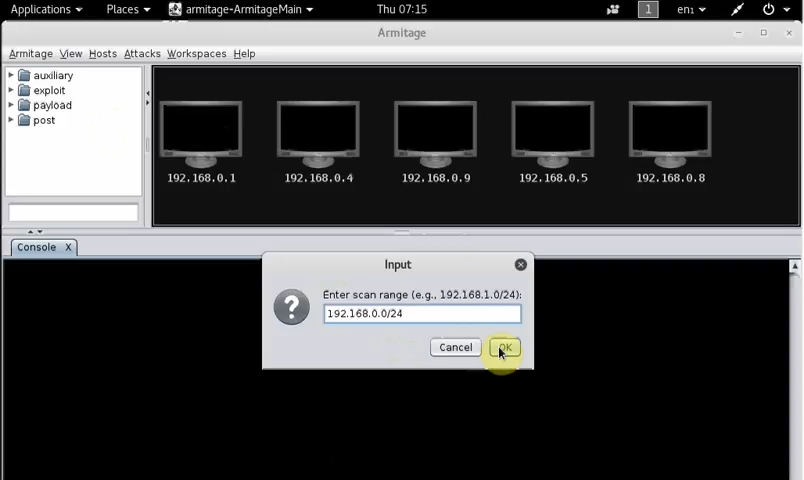 Applications Places armitage-ArmitageMain Thu 07:15 1 en1
Armitage
Armitage View Hosts Attacks Workspaces Help
auxiliary
exploit
payload
post
192.168.0.1 192.168.0.4 192.168.0.9 192.168.0.5 192.168.0.8
Console X
Input
Enter scan range (e.g., 192.168.1.0/24):
192.168.0.0/24
Cancel OK